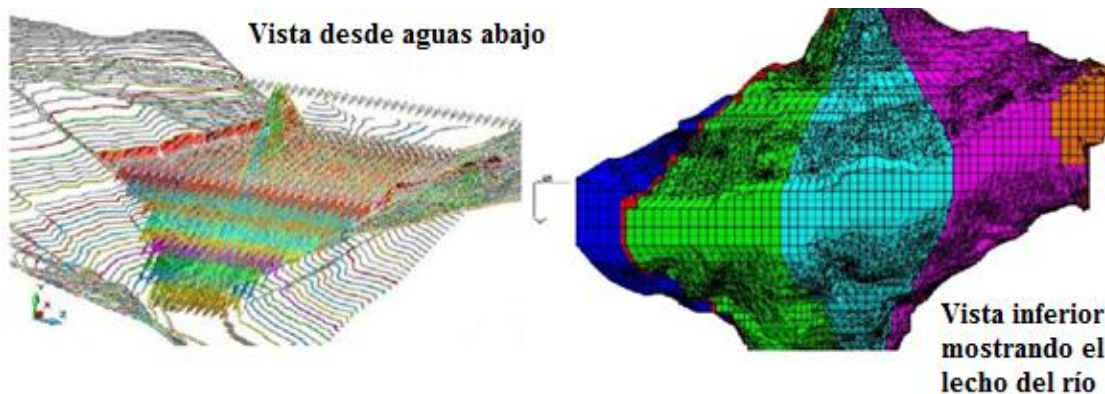 Vista desde aguas abajo
Vista inferior
mostrando el
lecho del río